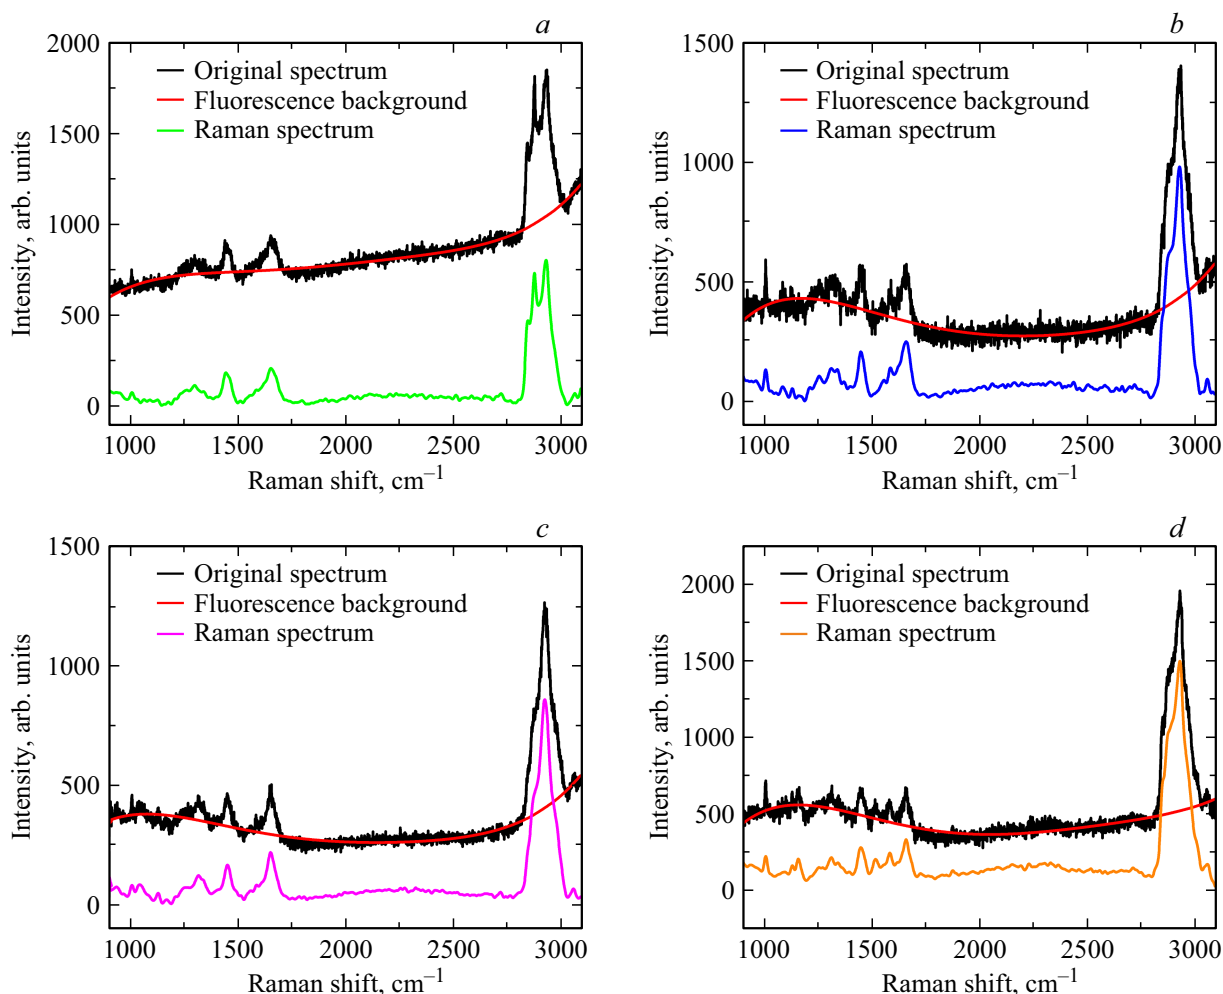 a
2000
1500
1000
500
0
Intensity, arb. units
Original spectrum
Fluorescence background
Raman spectrum
1000 1500 2000 2500 3000
Raman shift, cm–1
b
1500
1000
500
0
Intensity, arb. units
Original spectrum
Fluorescence background
Raman spectrum
1000 1500 2000 2500 3000
Raman shift, cm–1
c
1500
1000
500
0
Intensity, arb. units
Original spectrum
Fluorescence background
Raman spectrum
1000 1500 2000 2500 3000
Raman shift, cm–1
d
2000
1500
1000
500
0
Intensity, arb. units
Original spectrum
Fluorescence background
Raman spectrum
1000 1500 2000 2500 3000
Raman shift, cm–1